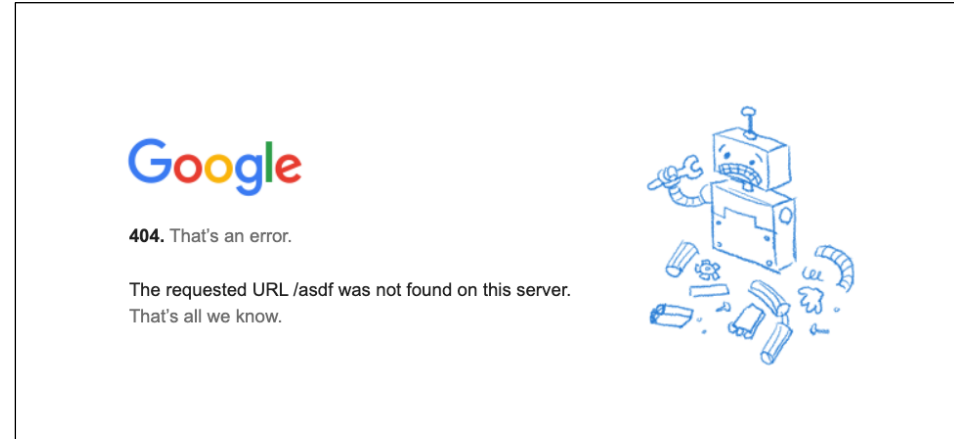 Google
404. That’s an error.
The requested URL /asdf was not found on this server.
That’s all we know.